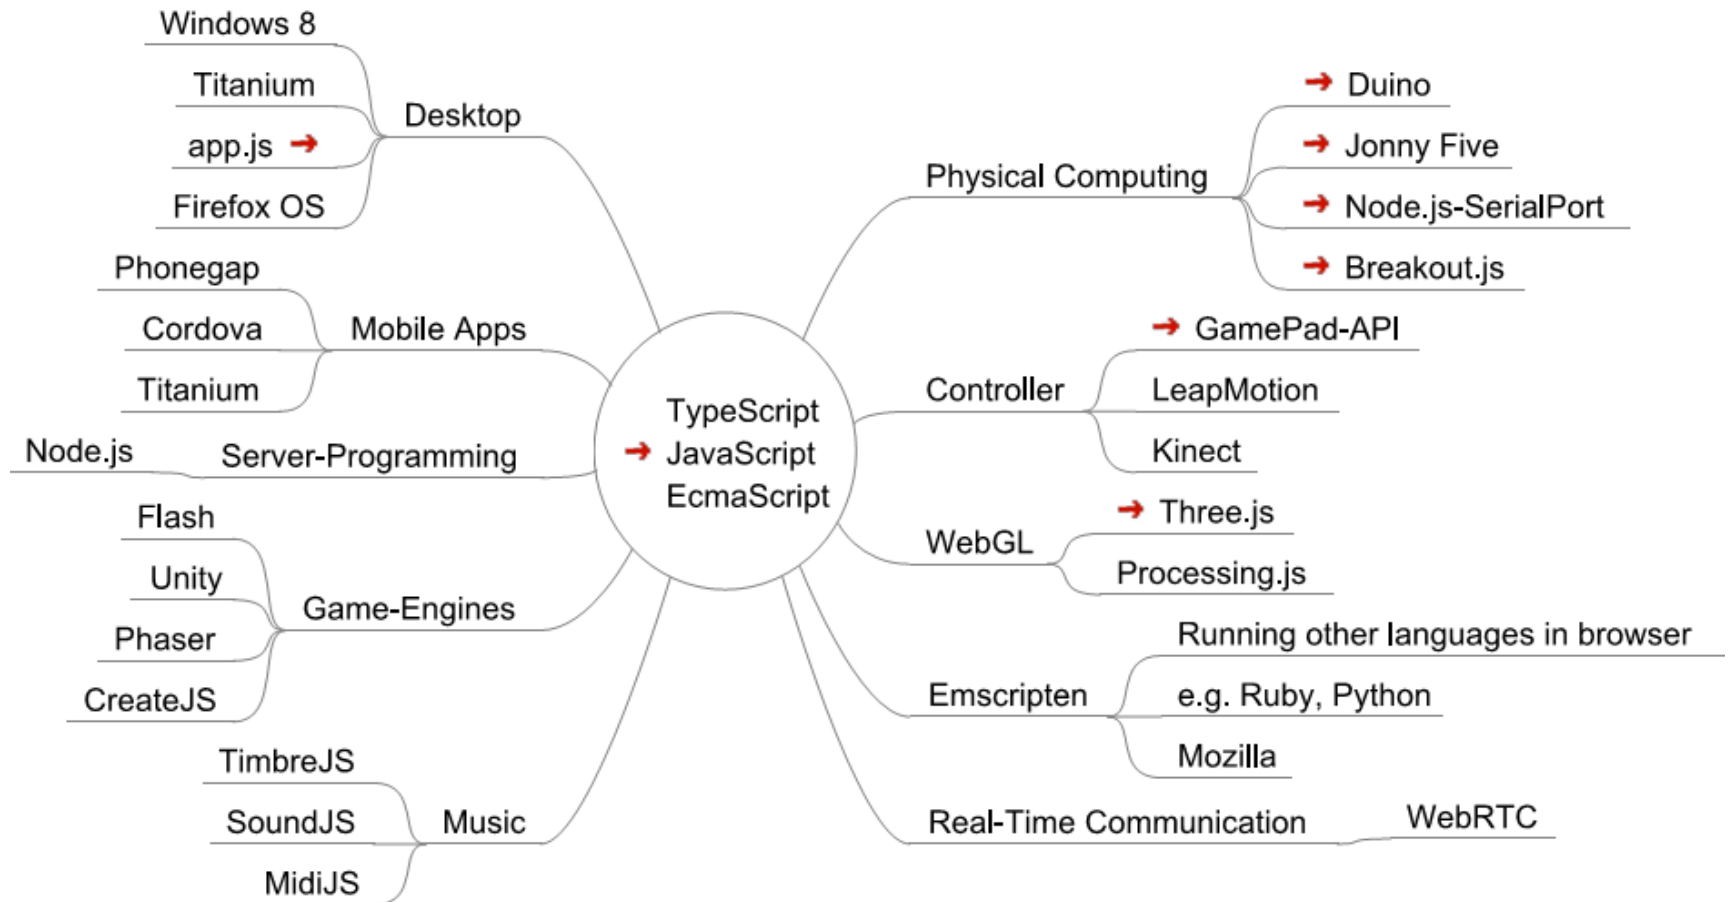 Windows 8
Titanium
app.js
Firefox OS
Desktop
Phonegap
Cordova
Titanium
Mobile Apps
Node.js
Server-Programming
Flash
Unity
Phaser
CreateJS
Game-Engines
TimbreJS
SoundJS
MidiJS
Music
TypeScript
JavaScript
EcmaScript
Physical Computing
Duino
Jonny Five
Node.js-SerialPort
Breakout.js
Controller
GamePad-API
LeapMotion
Kinect
WebGL
Three.js
Processing.js
Emscripten
Running other languages in browser
e.g. Ruby, Python
Mozilla
Real-Time Communication
WebRTC